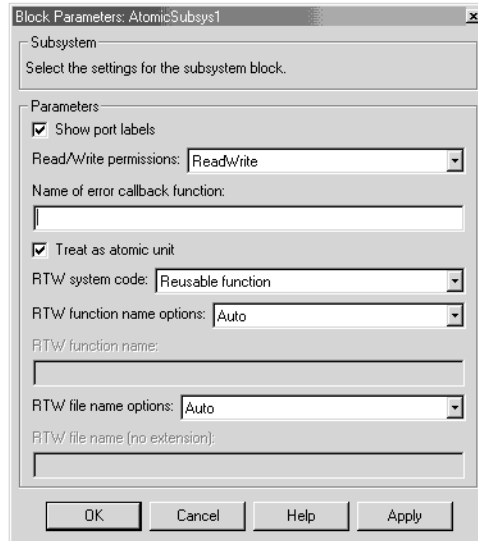 Block Parameters: AtomicSubsys1
Subsystem
Select the settings for the subsystem block.
Parameters
Show port labels
Read/Write permissions: ReadWrite
Name of error callback function:
Treat as atomic unit
RTW system code: Reusable function
RTW function name options: Auto
RTW function name:
RTW file name options: Auto
RTW file name (no extension):
OK Cancel Help Apply